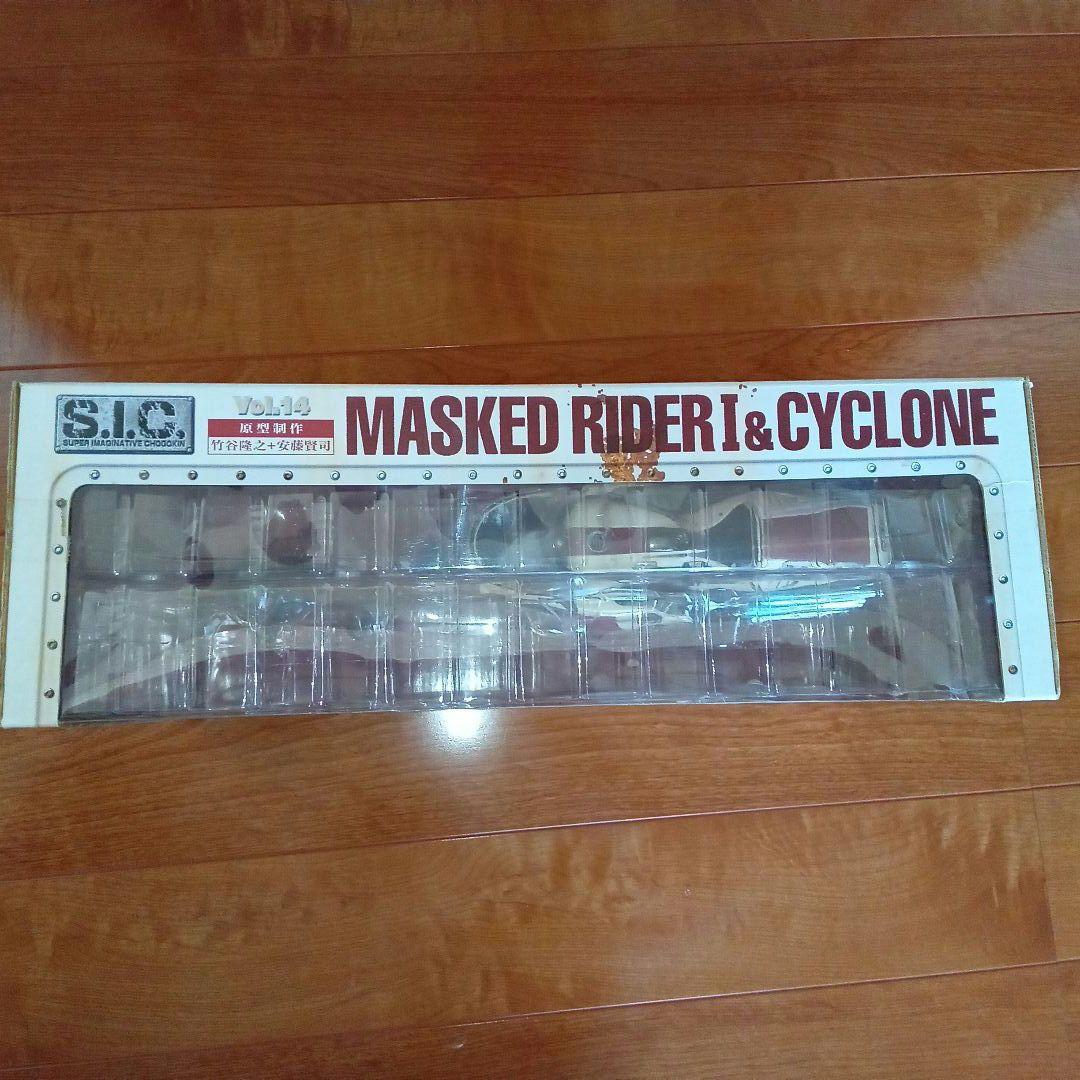 S.I.C.
SUPER IMAGINATIVE CHOGOKIN
Vol.14
原型制作
竹谷隆之+安藤賢司
MASKED RIDER I & CYCLONE